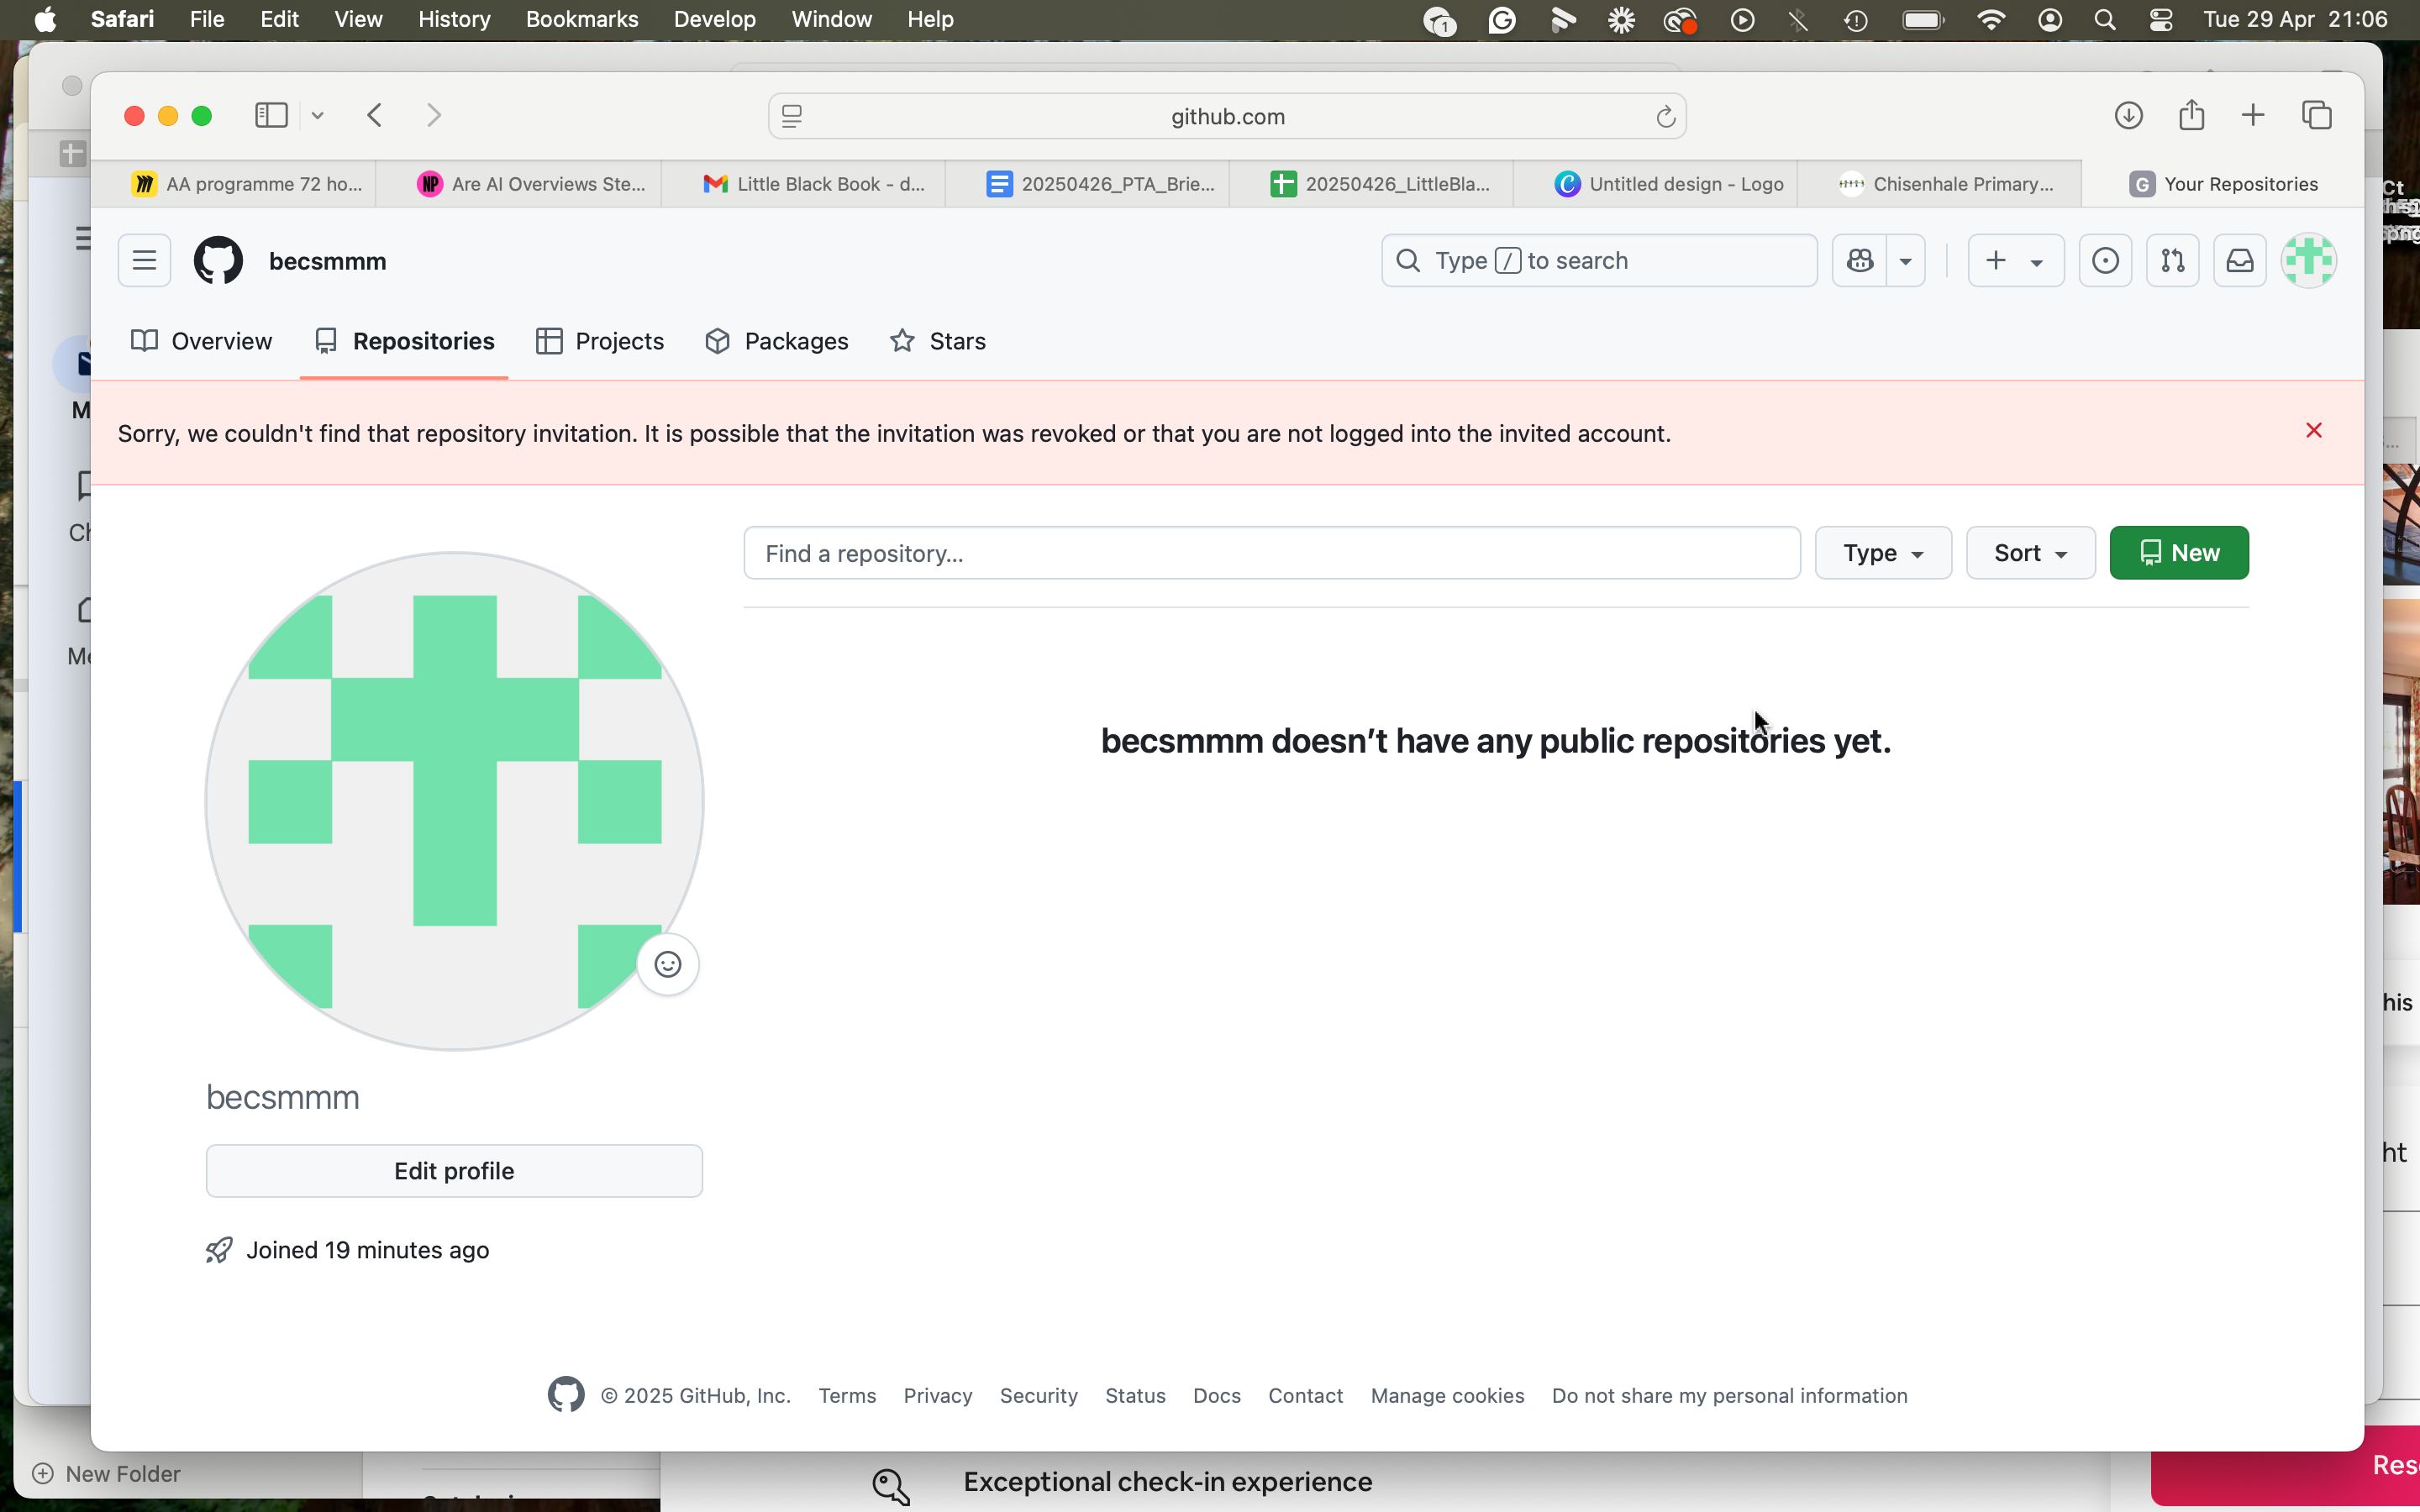 Safari File Edit View History Bookmarks Develop Window Help 1 Tue 29 Apr 21:06
github.com
AA programme 72 ho... NP Are AI Overviews Ste... Little Black Book - d... 20250426_PTA_Brie... 20250426_LittleBla... Untitled design - Logo Chisenhale Primary... G Your Repositories
becsmmm Type / to search
Overview Repositories Projects Packages Stars
Sorry, we couldn't find that repository invitation. It is possible that the invitation was revoked or that you are not logged into the invited account.
Find a repository... Type Sort New
becsmmm doesn’t have any public repositories yet.
becsmmm
Edit profile
Joined 19 minutes ago
© 2025 GitHub, Inc. Terms Privacy Security Status Docs Contact Manage cookies Do not share my personal information
New Folder
Exceptional check-in experience